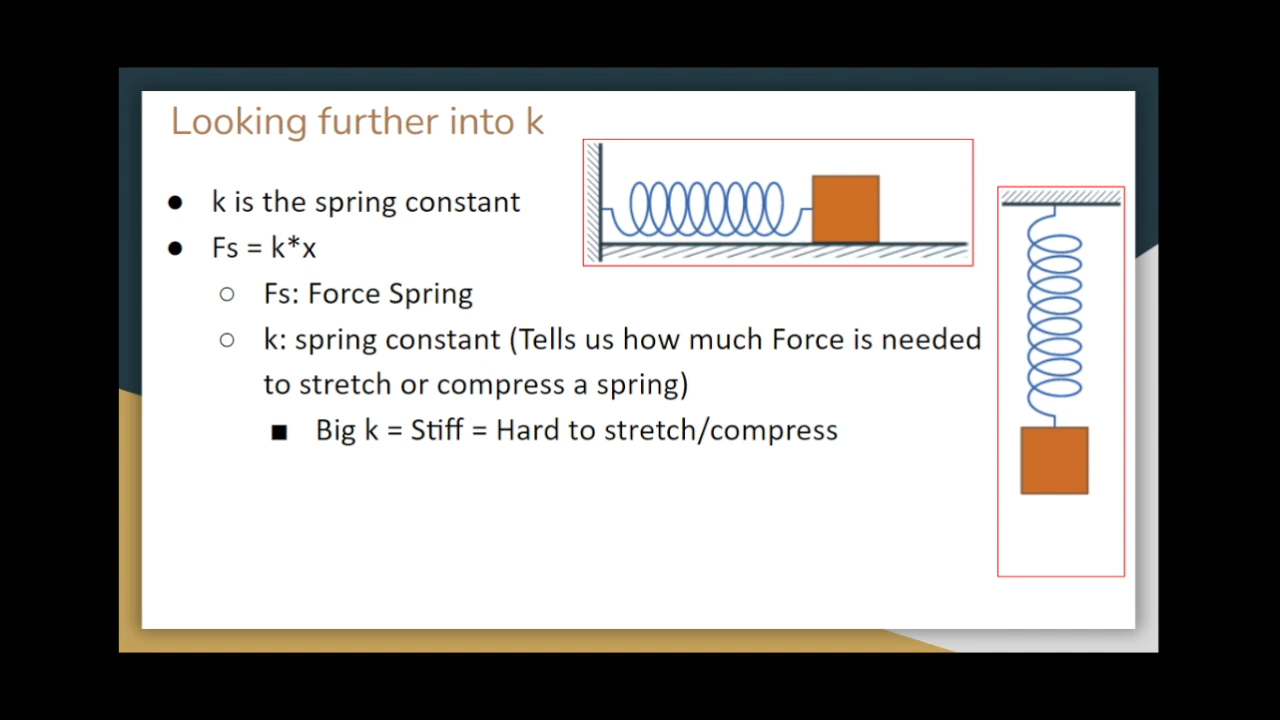 Looking further into k
● k is the spring constant
● Fs = k*x
○ Fs: Force Spring
○ k: spring constant (Tells us how much Force is needed
to stretch or compress a spring)
■ Big k = Stiff = Hard to stretch/compress